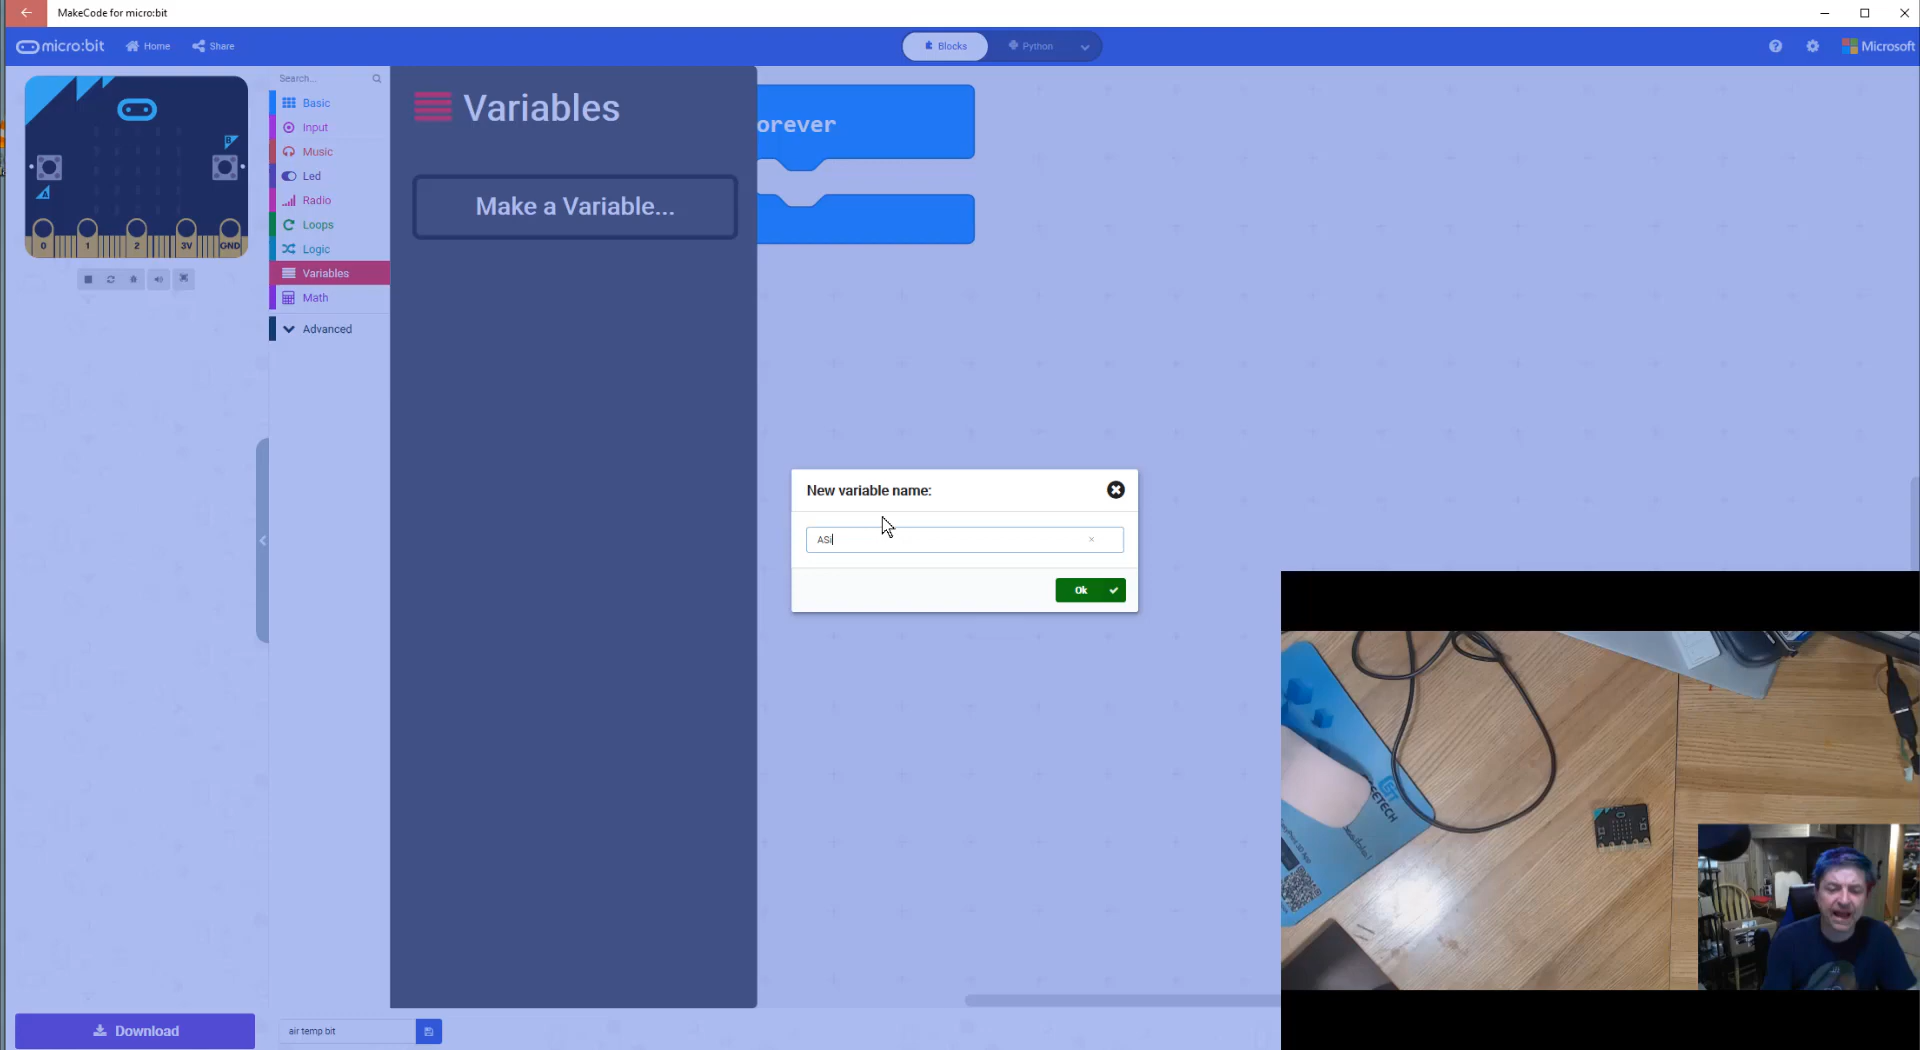 MakeCode for micro:bit
micro:bit
Home
Share
Blocks
Python
Microsoft
Search...
Basic
Input
Music
Led
Radio
Loops
Logic
Variables
Math
Advanced
Variables
Make a Variable...
orever
A
B
0 1 2 3V GND
New variable name:
ASi
Ok
Download
air temp bit